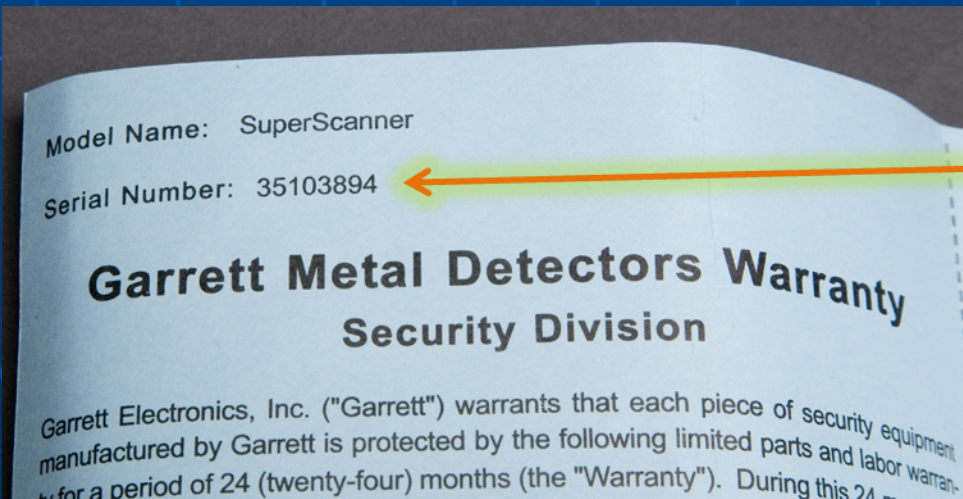 Model Name: SuperScanner
Serial Number: 35103894
Garrett Metal Detectors Warranty
Security Division
Garrett Electronics, Inc. ("Garrett") warrants that each piece of security equipment
manufactured by Garrett is protected by the following limited parts and labor warran-
ty for a period of 24 (twenty-four) months (the "Warranty"). During this 24